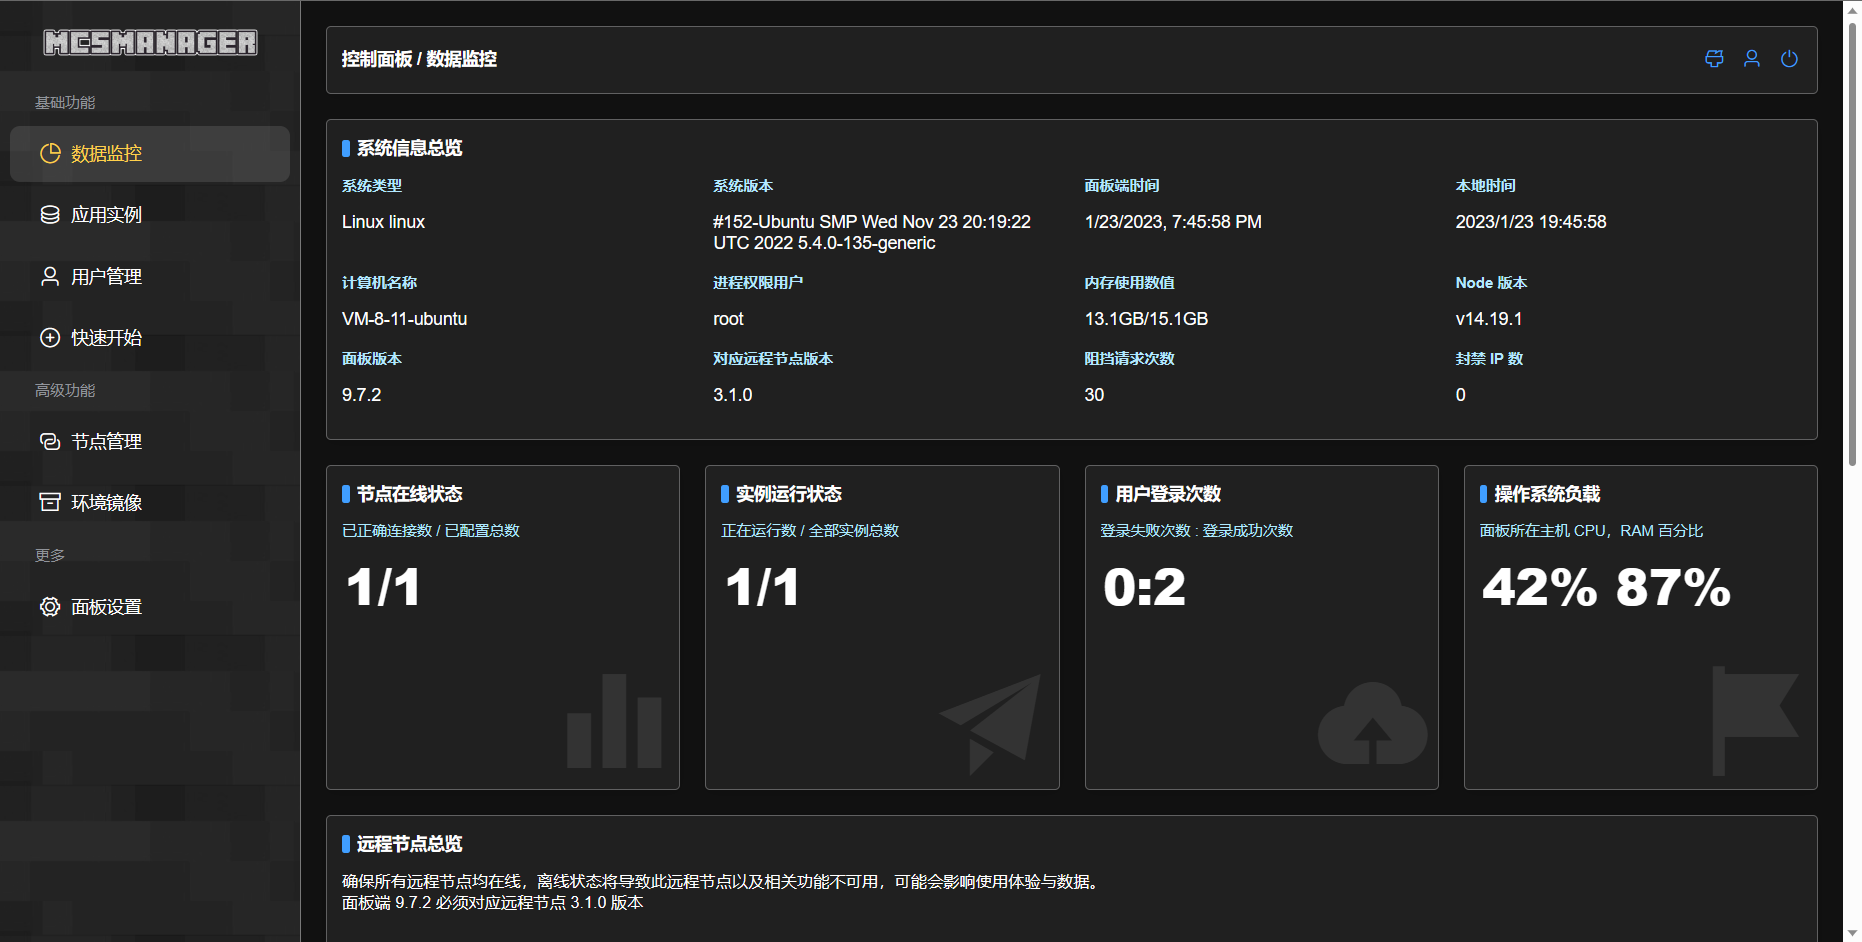 MCSMANAGER
基础功能
数据监控
应用实例
用户管理
快速开始
高级功能
节点管理
环境镜像
更多
面板设置
控制面板 / 数据监控
系统信息总览
系统类型
Linux linux
系统版本
#152-Ubuntu SMP Wed Nov 23 20:19:22
UTC 2022 5.4.0-135-generic
面板端时间
1/23/2023, 7:45:58 PM
本地时间
2023/1/23 19:45:58
计算机名称
VM-8-11-ubuntu
进程权限用户
root
内存使用数值
13.1GB/15.1GB
Node 版本
v14.19.1
面板版本
9.7.2
对应远程节点版本
3.1.0
阻挡请求次数
30
封禁 IP 数
0
节点在线状态
已正确连接数 / 已配置总数
1/1
实例运行状态
正在运行数 / 全部实例总数
1/1
用户登录次数
登录失败次数 : 登录成功次数
0:2
操作系统负载
面板所在主机 CPU，RAM 百分比
42% 87%
远程节点总览
确保所有远程节点均在线，离线状态将导致此远程节点以及相关功能不可用，可能会影响使用体验与数据。
面板端 9.7.2 必须对应远程节点 3.1.0 版本